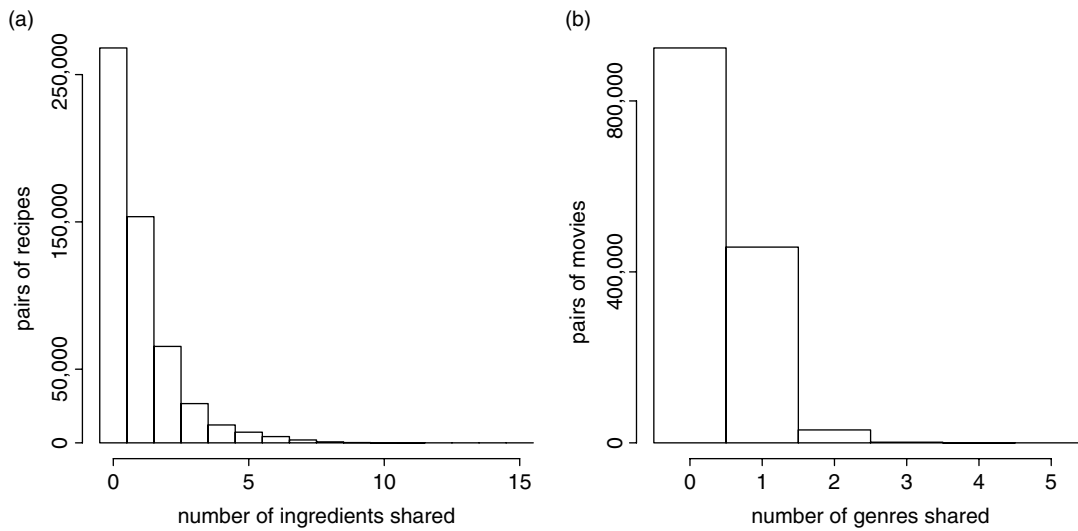 (a)
250,000
150,000
50,000
0
pairs of recipes
0 5 10 15
number of ingredients shared
(b)
800,000
400,000
0
pairs of movies
0 1 2 3 4 5
number of genres shared